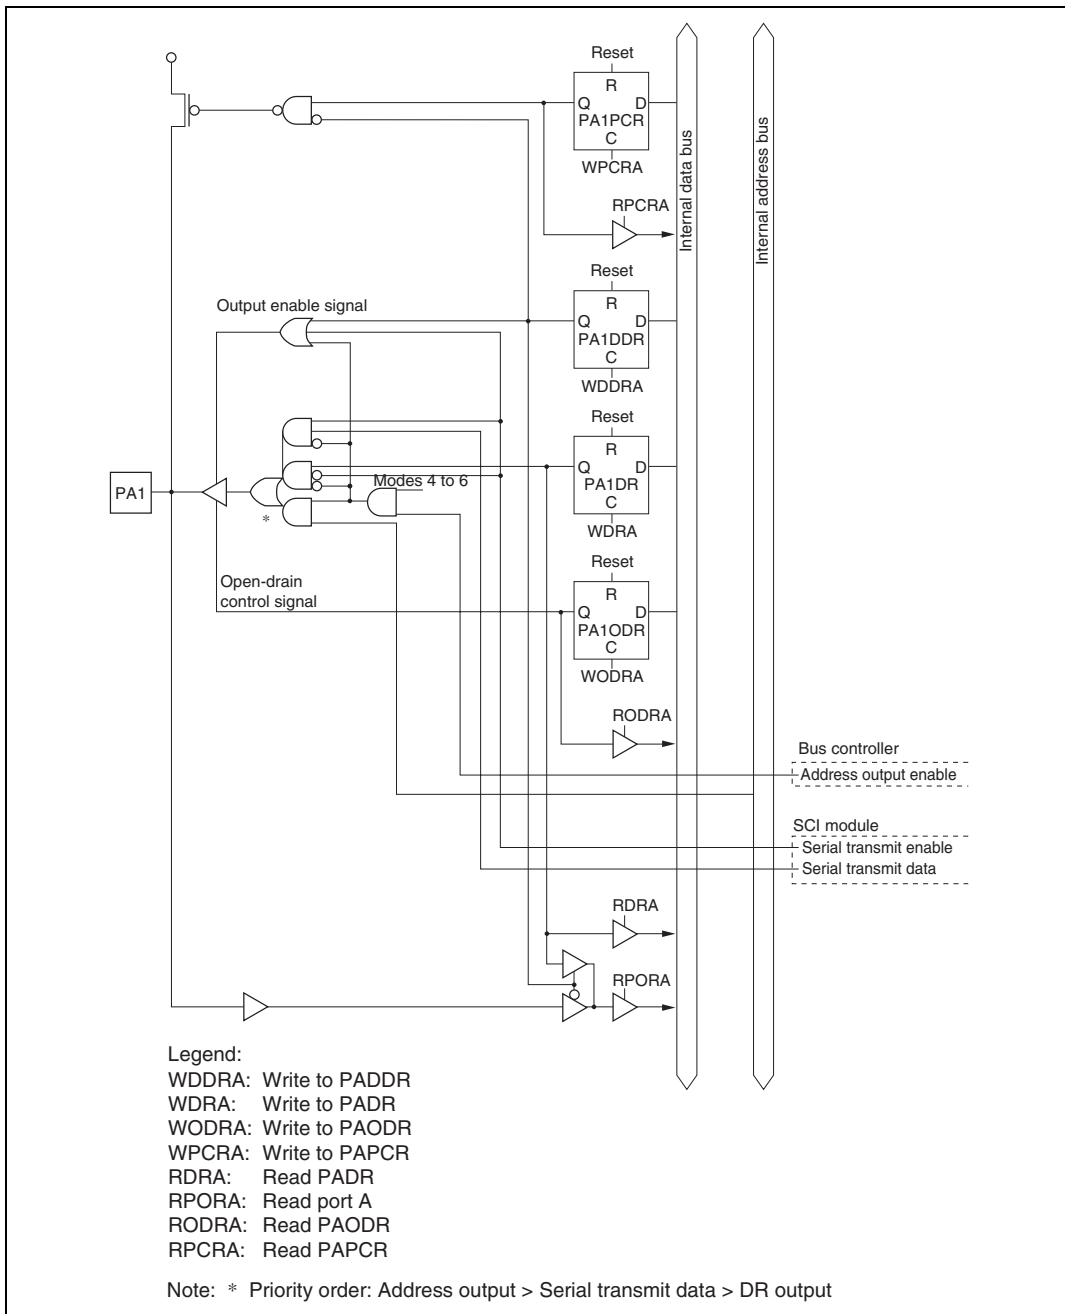 Reset
R
Q D
PA1PCR
C
WPCRA
Internal data bus
Internal address bus
RPCRA
Reset
R
Output enable signal
Q D
PA1DDR
C
WDDRA
Reset
R
Q D
Modes 4 to 6
PA1DR
PA1
C
*
WDRA
Reset
R
Open-drain
control signal
Q D
PA1ODR
C
WODRA
RODRA
Bus controller
Address output enable
SCI module
Serial transmit enable
Serial transmit data
RDRA
RPORA
Legend:
WDDRA: Write to PADDR
WDRA: Write to PADR
WODRA: Write to PAODR
WPCRA: Write to PAPCR
RDRA: Read PADR
RPORA: Read port A
RODRA: Read PAODR
RPCRA: Read PAPCR
Note: * Priority order: Address output > Serial transmit data > DR output